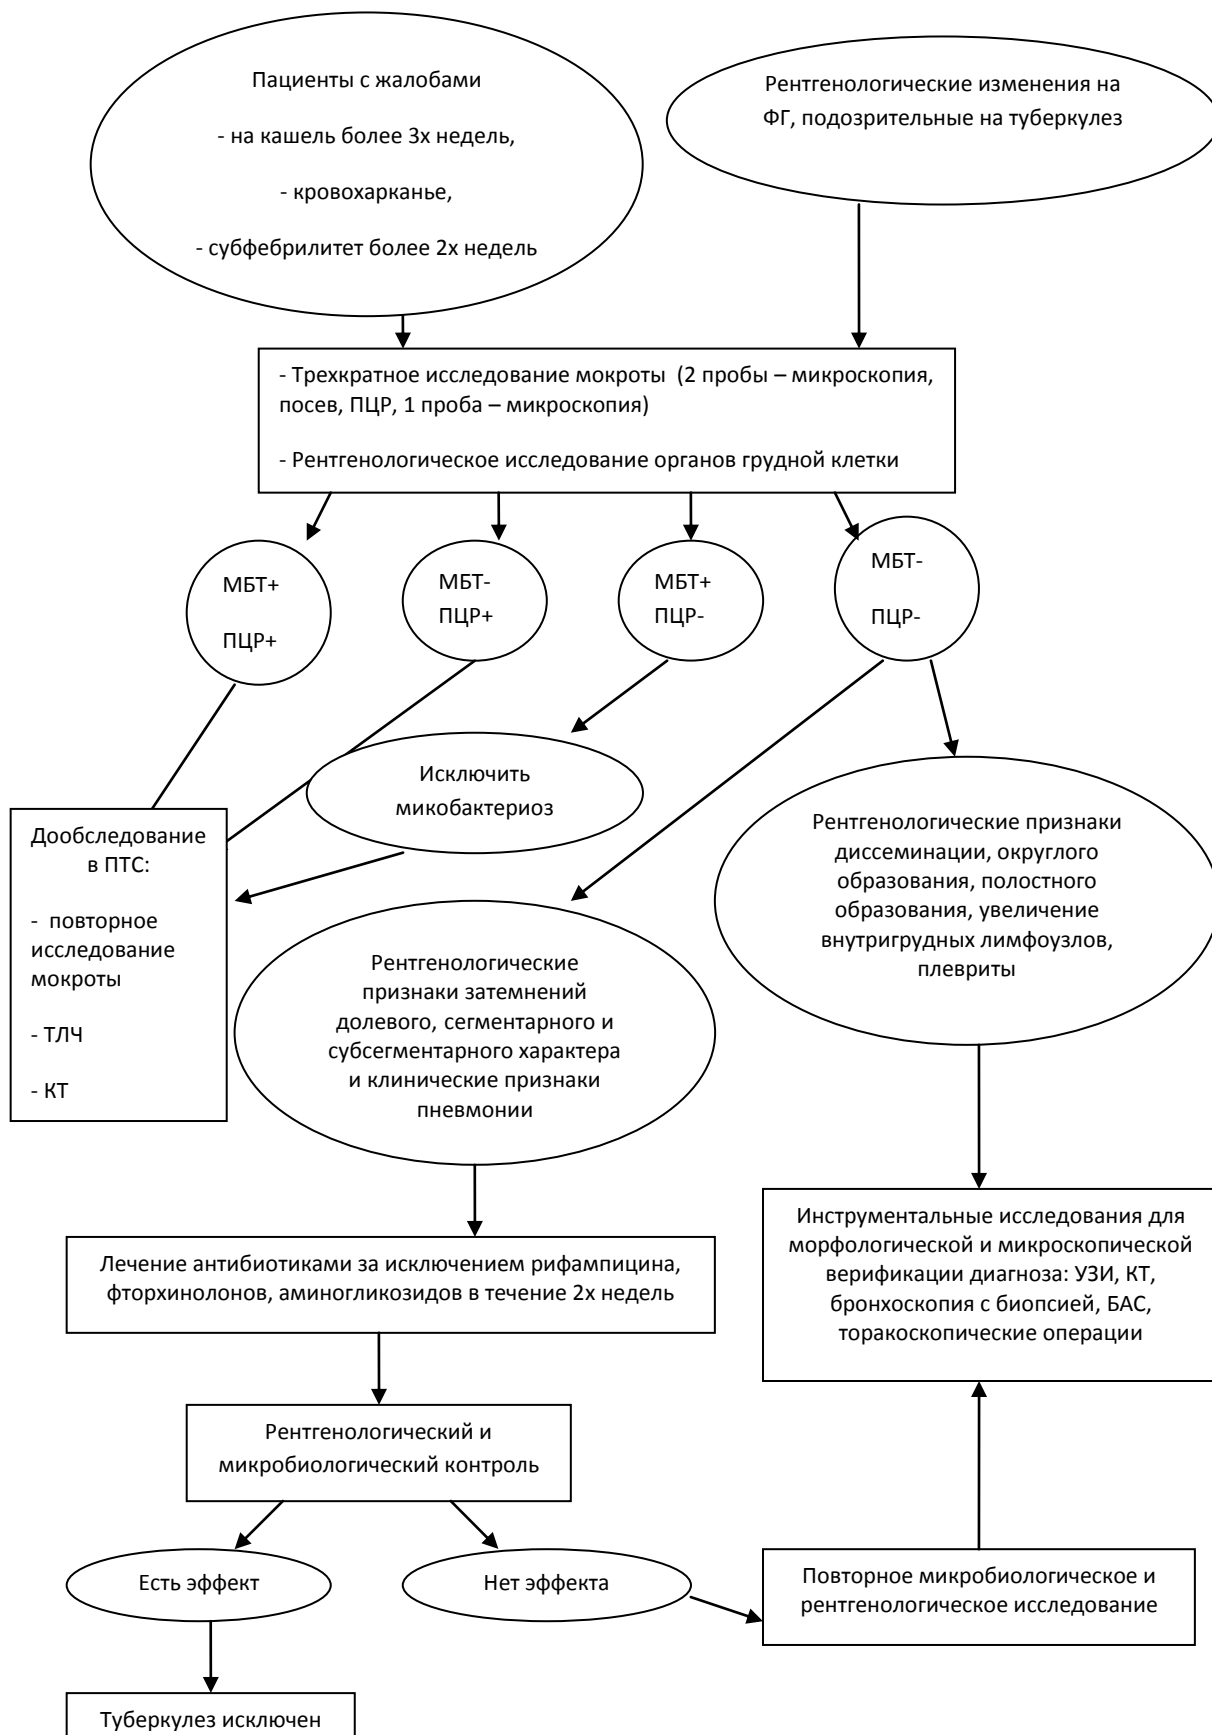 Пациенты с жалобами
- на кашель более 3х недель,
- кровохарканье,
- субфебрилитет более 2х недель
Рентгенологические изменения на
ФГ, подозрительные на туберкулез
- Трехкратное исследование мокроты (2 пробы – микроскопия,
посев, ПЦР, 1 проба – микроскопия)
- Рентгенологическое исследование органов грудной клетки
МБТ+
ПЦР+
МБТ-
ПЦР+
МБТ+
ПЦР-
МБТ-
ПЦР-
Исключить
микобактериоз
Дообследование
в ПТС:
- повторное
исследование
мокроты
- ТЛЧ
- КТ
Рентгенологические признаки
диссеминации, округлого
образования, полостного
образования, увеличение
внутригрудных лимфоузлов,
плевриты
Рентгенологические
признаки затемнений
долевого, сегментарного и
субсегментарного характера
и клинические признаки
пневмонии
Инструментальные исследования для
морфологической и микроскопической
верификации диагноза: УЗИ, КТ,
бронхоскопия с биопсией, БАС,
торакоскопические операции
Лечение антибиотиками за исключением рифампицина,
фторхинолонов, аминогликозидов в течение 2х недель
Рентгенологический и
микробиологический контроль
Есть эффект
Нет эффекта
Повторное микробиологическое и
рентгенологическое исследование
Туберкулез исключен